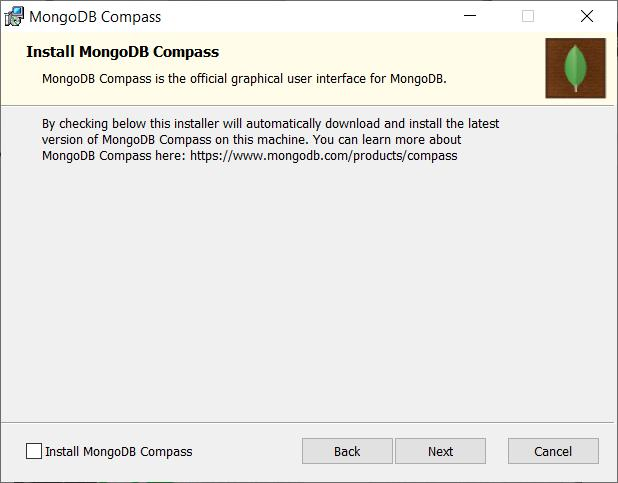 MongoDB Compass
Install MongoDB Compass
MongoDB Compass is the official graphical user interface for MongoDB.
By checking below this installer will automatically download and install the latest
version of MongoDB Compass on this machine. You can learn more about
MongoDB Compass here: https://www.mongodb.com/products/compass
Install MongoDB Compass
Back
Next
Cancel